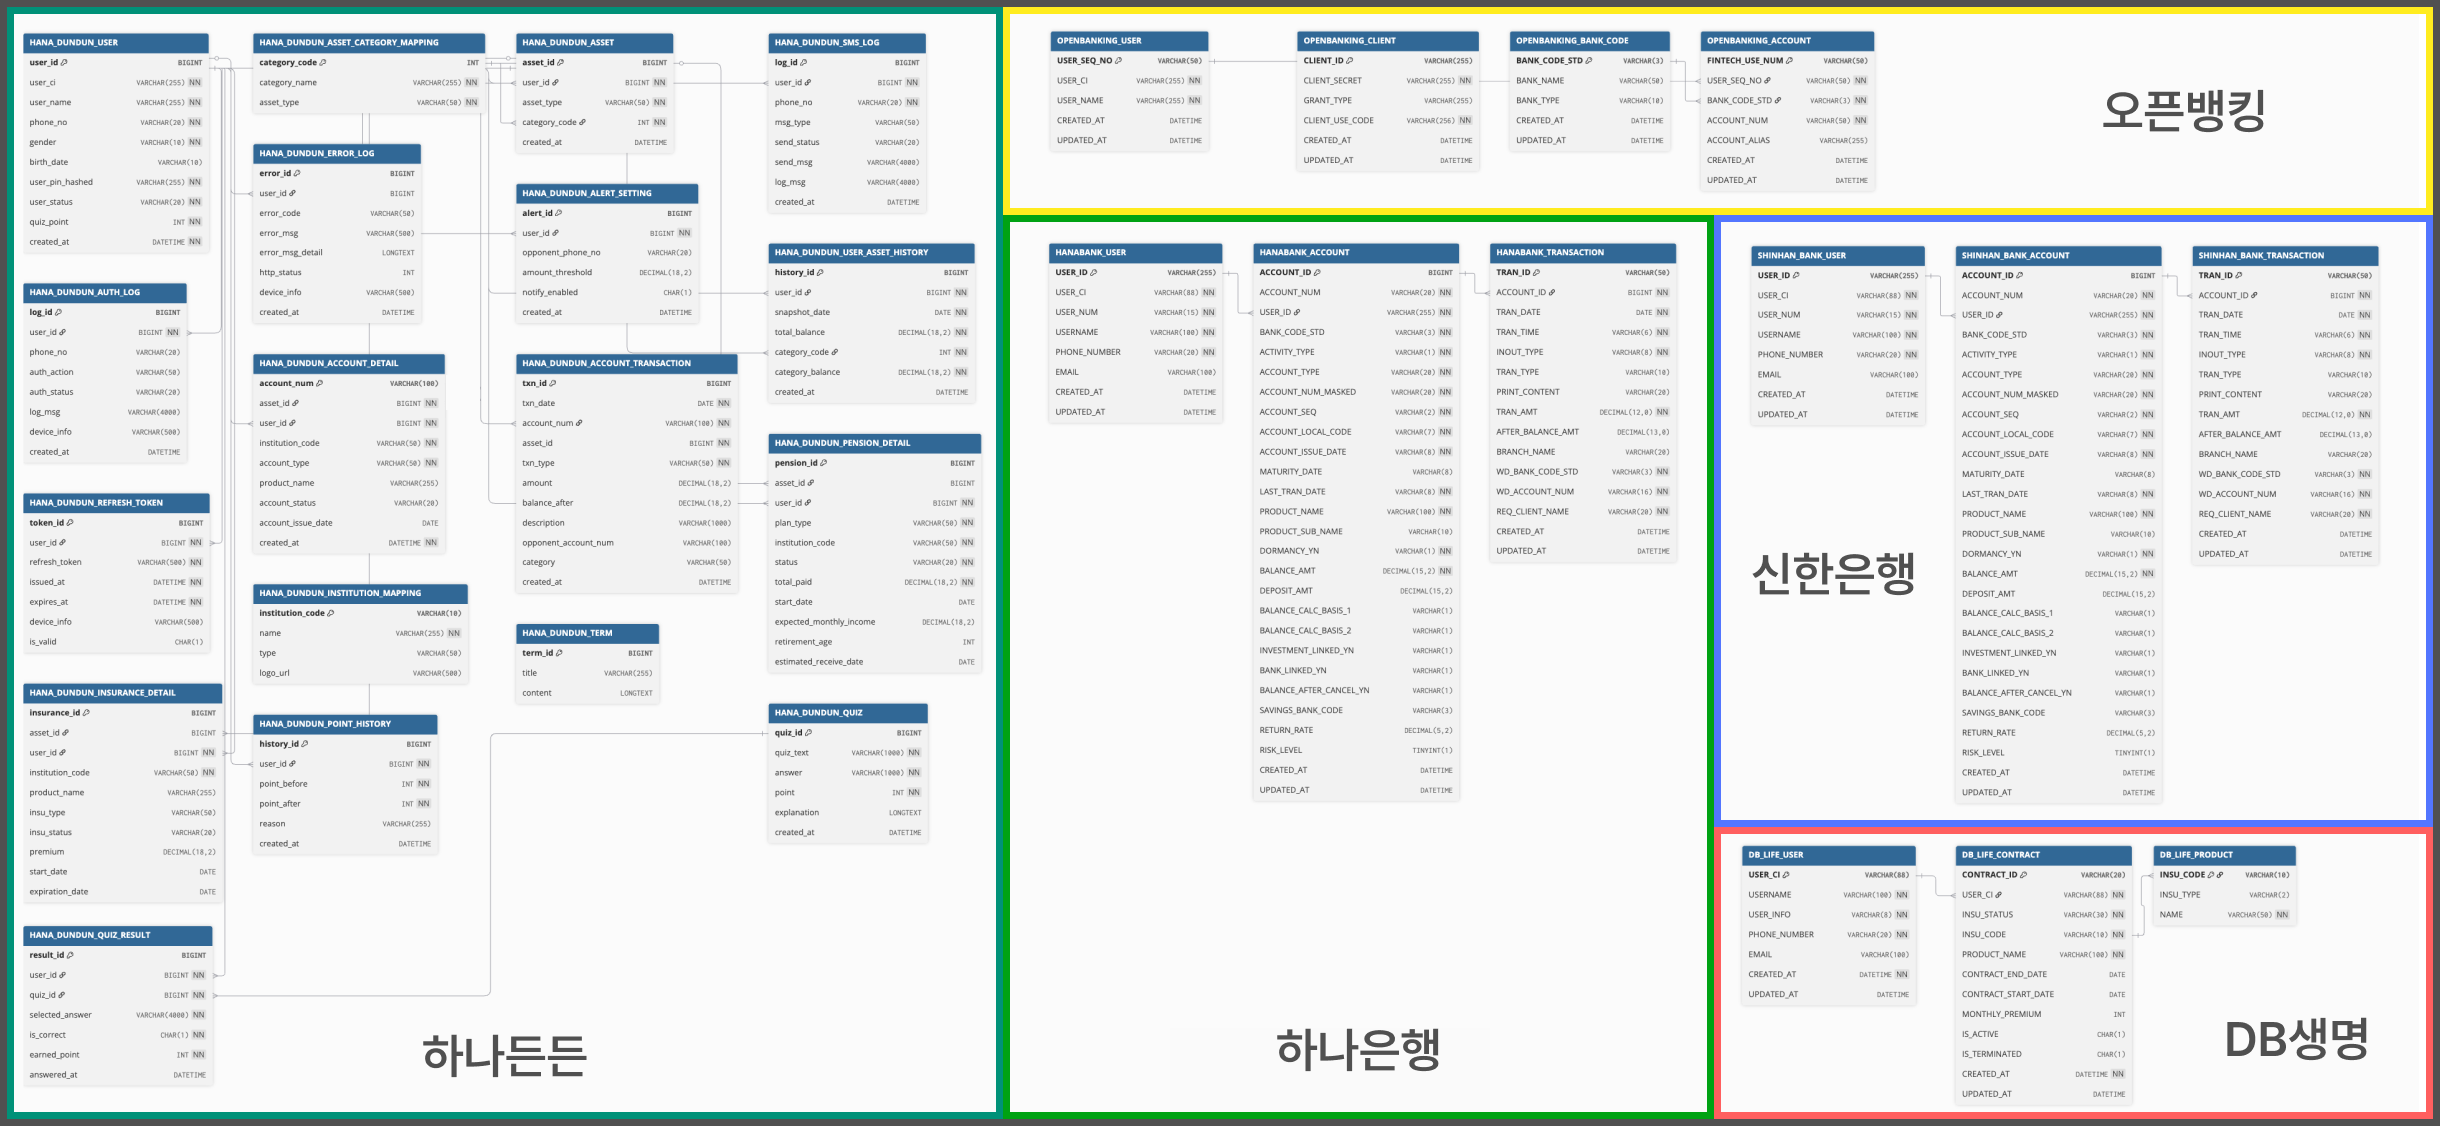 HANA_DUNDUN_USER
user_id BIGINT
user_ci VARCHAR(255) NN
user_name VARCHAR(255) NN
phone_no VARCHAR(20) NN
gender VARCHAR(10) NN
birth_date VARCHAR(10)
user_pin_hashed VARCHAR(255) NN
user_status VARCHAR(20) NN
quiz_point INT NN
created_at DATETIME NN
HANA_DUNDUN_AUTH_LOG
log_id BIGINT
user_id BIGINT NN
phone_no VARCHAR(20)
auth_action VARCHAR(50)
auth_status VARCHAR(20)
log_msg VARCHAR(4000)
device_info VARCHAR(500)
created_at DATETIME
HANA_DUNDUN_REFRESH_TOKEN
token_id BIGINT
user_id BIGINT NN
refresh_token VARCHAR(500) NN
issued_at DATETIME NN
expires_at DATETIME NN
device_info VARCHAR(500)
is_valid CHAR(1)
HANA_DUNDUN_INSURANCE_DETAIL
insurance_id BIGINT
asset_id BIGINT
user_id BIGINT NN
institution_code VARCHAR(50) NN
product_name VARCHAR(255)
insu_type VARCHAR(50)
insu_status VARCHAR(20)
premium DECIMAL(18,2)
start_date DATE
expiration_date DATE
HANA_DUNDUN_QUIZ_RESULT
result_id BIGINT
user_id BIGINT NN
quiz_id BIGINT NN
selected_answer VARCHAR(4000) NN
is_correct CHAR(1) NN
earned_point INT NN
answered_at DATETIME
HANA_DUNDUN_ASSET_CATEGORY_MAPPING
category_code INT
category_name VARCHAR(255) NN
asset_type VARCHAR(50) NN
HANA_DUNDUN_ERROR_LOG
error_id BIGINT
user_id BIGINT
error_code VARCHAR(50)
error_msg VARCHAR(500)
error_msg_detail LONGTEXT
http_status INT
device_info VARCHAR(500)
created_at DATETIME
HANA_DUNDUN_ACCOUNT_DETAIL
account_num VARCHAR(100)
asset_id BIGINT NN
user_id BIGINT NN
institution_code VARCHAR(50) NN
account_type VARCHAR(50) NN
product_name VARCHAR(255)
account_status VARCHAR(20)
account_issue_date DATE
created_at DATETIME NN
HANA_DUNDUN_INSTITUTION_MAPPING
institution_code VARCHAR(10)
name VARCHAR(255) NN
type VARCHAR(50)
logo_url VARCHAR(500)
HANA_DUNDUN_POINT_HISTORY
history_id BIGINT
user_id BIGINT NN
point_before INT NN
point_after INT NN
reason VARCHAR(255)
created_at DATETIME
HANA_DUNDUN_ASSET
asset_id BIGINT
user_id BIGINT NN
asset_type VARCHAR(50) NN
category_code INT NN
created_at DATETIME
HANA_DUNDUN_ALERT_SETTING
alert_id BIGINT
user_id BIGINT NN
opponent_phone_no VARCHAR(20)
amount_threshold DECIMAL(18,2)
notify_enabled CHAR(1)
created_at DATETIME
HANA_DUNDUN_ACCOUNT_TRANSACTION
txn_id BIGINT
txn_date DATE NN
account_num VARCHAR(100) NN
asset_id BIGINT NN
txn_type VARCHAR(50) NN
amount DECIMAL(18,2)
balance_after DECIMAL(18,2)
description VARCHAR(1000)
opponent_account_num VARCHAR(100)
category VARCHAR(50)
created_at DATETIME
HANA_DUNDUN_TERM
term_id BIGINT
title VARCHAR(255)
content LONGTEXT
HANA_DUNDUN_SMS_LOG
log_id BIGINT
user_id BIGINT NN
phone_no VARCHAR(20) NN
msg_type VARCHAR(50)
send_status VARCHAR(20)
send_msg VARCHAR(4000)
log_msg VARCHAR(4000)
created_at DATETIME
HANA_DUNDUN_USER_ASSET_HISTORY
history_id BIGINT
user_id BIGINT NN
snapshot_date DATE NN
total_balance DECIMAL(18,2) NN
category_code INT NN
category_balance DECIMAL(18,2) NN
created_at DATETIME
HANA_DUNDUN_PENSION_DETAIL
pension_id BIGINT
asset_id BIGINT
user_id BIGINT NN
plan_type VARCHAR(50) NN
institution_code VARCHAR(50) NN
status VARCHAR(20) NN
total_paid DECIMAL(18,2) NN
start_date DATE
expected_monthly_income DECIMAL(18,2)
retirement_age INT
estimated_receive_date DATE
HANA_DUNDUN_QUIZ
quiz_id BIGINT
quiz_text VARCHAR(1000) NN
answer VARCHAR(1000) NN
point INT NN
explanation LONGTEXT
created_at DATETIME
하나든든
OPENBANKING_USER
USER_SEQ_NO VARCHAR(50)
USER_CI VARCHAR(255) NN
USER_NAME VARCHAR(255) NN
CREATED_AT DATETIME
UPDATED_AT DATETIME
OPENBANKING_CLIENT
CLIENT_ID VARCHAR(255)
CLIENT_SECRET VARCHAR(255) NN
GRANT_TYPE VARCHAR(255)
CLIENT_USE_CODE VARCHAR(256) NN
CREATED_AT DATETIME
UPDATED_AT DATETIME
OPENBANKING_BANK_CODE
BANK_CODE_STD VARCHAR(3)
BANK_NAME VARCHAR(50)
BANK_TYPE VARCHAR(10)
CREATED_AT DATETIME
UPDATED_AT DATETIME
OPENBANKING_ACCOUNT
FINTECH_USE_NUM VARCHAR(50)
USER_SEQ_NO VARCHAR(50) NN
BANK_CODE_STD VARCHAR(3) NN
ACCOUNT_NUM VARCHAR(50) NN
ACCOUNT_ALIAS VARCHAR(255)
CREATED_AT DATETIME
UPDATED_AT DATETIME
오픈뱅킹
HANABANK_USER
USER_ID VARCHAR(255)
USER_CI VARCHAR(88) NN
USER_NUM VARCHAR(15) NN
USERNAME VARCHAR(100) NN
PHONE_NUMBER VARCHAR(20) NN
EMAIL VARCHAR(100)
CREATED_AT DATETIME
UPDATED_AT DATETIME
HANABANK_ACCOUNT
ACCOUNT_ID BIGINT
ACCOUNT_NUM VARCHAR(20) NN
USER_ID VARCHAR(255) NN
BANK_CODE_STD VARCHAR(3) NN
ACTIVITY_TYPE VARCHAR(1) NN
ACCOUNT_TYPE VARCHAR(20) NN
ACCOUNT_NUM_MASKED VARCHAR(20) NN
ACCOUNT_SEQ VARCHAR(2) NN
ACCOUNT_LOCAL_CODE VARCHAR(7) NN
ACCOUNT_ISSUE_DATE VARCHAR(8) NN
MATURITY_DATE VARCHAR(8)
LAST_TRAN_DATE VARCHAR(8) NN
PRODUCT_NAME VARCHAR(100) NN
PRODUCT_SUB_NAME VARCHAR(10)
DORMANCY_YN VARCHAR(1) NN
BALANCE_AMT DECIMAL(15,2) NN
DEPOSIT_AMT DECIMAL(15,2)
BALANCE_CALC_BASIS_1 VARCHAR(1)
BALANCE_CALC_BASIS_2 VARCHAR(1)
INVESTMENT_LINKED_YN VARCHAR(1)
BANK_LINKED_YN VARCHAR(1)
BALANCE_AFTER_CANCEL_YN VARCHAR(1)
SAVINGS_BANK_CODE VARCHAR(3)
RETURN_RATE DECIMAL(5,2)
RISK_LEVEL TINYINT(1)
CREATED_AT DATETIME
UPDATED_AT DATETIME
HANABANK_TRANSACTION
TRAN_ID VARCHAR(50)
ACCOUNT_ID BIGINT NN
TRAN_DATE DATE NN
TRAN_TIME VARCHAR(6) NN
INOUT_TYPE VARCHAR(8) NN
TRAN_TYPE VARCHAR(10)
PRINT_CONTENT VARCHAR(20)
TRAN_AMT DECIMAL(12,0) NN
AFTER_BALANCE_AMT DECIMAL(13,0)
BRANCH_NAME VARCHAR(20)
WD_BANK_CODE_STD VARCHAR(3) NN
WD_ACCOUNT_NUM VARCHAR(16) NN
REQ_CLIENT_NAME VARCHAR(20) NN
CREATED_AT DATETIME
UPDATED_AT DATETIME
하나은행
SHINHAN_BANK_USER
USER_ID VARCHAR(255)
USER_CI VARCHAR(88) NN
USER_NUM VARCHAR(15) NN
USERNAME VARCHAR(100) NN
PHONE_NUMBER VARCHAR(20) NN
EMAIL VARCHAR(100)
CREATED_AT DATETIME
UPDATED_AT DATETIME
SHINHAN_BANK_ACCOUNT
ACCOUNT_ID BIGINT
ACCOUNT_NUM VARCHAR(20) NN
USER_ID VARCHAR(255) NN
BANK_CODE_STD VARCHAR(3) NN
ACTIVITY_TYPE VARCHAR(1) NN
ACCOUNT_TYPE VARCHAR(20) NN
ACCOUNT_NUM_MASKED VARCHAR(20) NN
ACCOUNT_SEQ VARCHAR(2) NN
ACCOUNT_LOCAL_CODE VARCHAR(7) NN
ACCOUNT_ISSUE_DATE VARCHAR(8) NN
MATURITY_DATE VARCHAR(8)
LAST_TRAN_DATE VARCHAR(8) NN
PRODUCT_NAME VARCHAR(100) NN
PRODUCT_SUB_NAME VARCHAR(10)
DORMANCY_YN VARCHAR(1) NN
BALANCE_AMT DECIMAL(15,2) NN
DEPOSIT_AMT DECIMAL(15,2)
BALANCE_CALC_BASIS_1 VARCHAR(1)
BALANCE_CALC_BASIS_2 VARCHAR(1)
INVESTMENT_LINKED_YN VARCHAR(1)
BANK_LINKED_YN VARCHAR(1)
BALANCE_AFTER_CANCEL_YN VARCHAR(1)
SAVINGS_BANK_CODE VARCHAR(3)
RETURN_RATE DECIMAL(5,2)
RISK_LEVEL TINYINT(1)
CREATED_AT DATETIME
UPDATED_AT DATETIME
SHINHAN_BANK_TRANSACTION
TRAN_ID VARCHAR(50)
ACCOUNT_ID BIGINT NN
TRAN_DATE DATE NN
TRAN_TIME VARCHAR(6) NN
INOUT_TYPE VARCHAR(8) NN
TRAN_TYPE VARCHAR(10)
PRINT_CONTENT VARCHAR(20)
TRAN_AMT DECIMAL(12,0) NN
AFTER_BALANCE_AMT DECIMAL(13,0)
BRANCH_NAME VARCHAR(20)
WD_BANK_CODE_STD VARCHAR(3) NN
WD_ACCOUNT_NUM VARCHAR(16) NN
REQ_CLIENT_NAME VARCHAR(20) NN
CREATED_AT DATETIME
UPDATED_AT DATETIME
신한은행
DB_LIFE_USER
USER_CI VARCHAR(88)
USERNAME VARCHAR(100) NN
USER_INFO VARCHAR(8) NN
PHONE_NUMBER VARCHAR(20) NN
EMAIL VARCHAR(100)
CREATED_AT DATETIME NN
UPDATED_AT DATETIME
DB_LIFE_CONTRACT
CONTRACT_ID VARCHAR(20)
USER_CI VARCHAR(88) NN
INSU_STATUS VARCHAR(30) NN
INSU_CODE VARCHAR(10) NN
PRODUCT_NAME VARCHAR(100) NN
CONTRACT_END_DATE DATE
CONTRACT_START_DATE DATE
MONTHLY_PREMIUM INT
IS_ACTIVE CHAR(1)
IS_TERMINATED CHAR(1)
CREATED_AT DATETIME NN
UPDATED_AT DATETIME
DB_LIFE_PRODUCT
INSU_CODE VARCHAR(10)
INSU_TYPE VARCHAR(2)
NAME VARCHAR(50) NN
DB생명